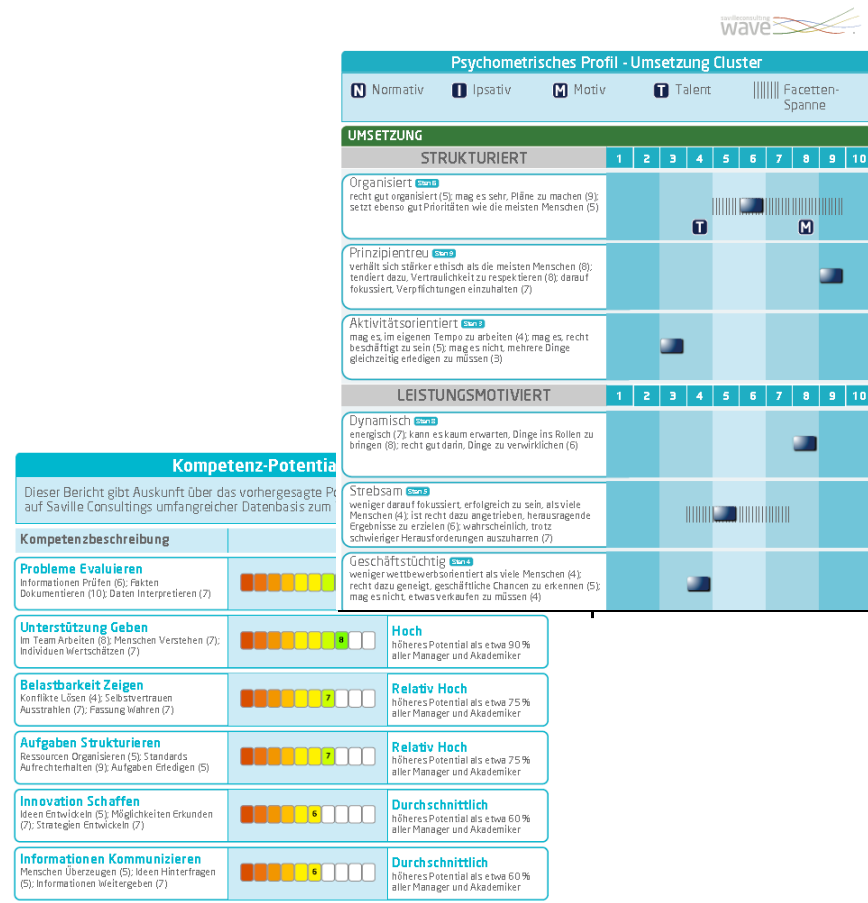 savilleconsulting
wave
Psychometrisches Profil - Umsetzung Cluster
N Normativ I Ipsativ M Motiv T Talent Facetten-
Spanne
UMSETZUNG
STRUKTURIERT 1 2 3 4 5 6 7 8 9 10
Organisiert Sten 6
recht gut organisiert (5); mag es sehr, Pläne zu machen (9);
setzt ebenso gut Prioritäten wie die meisten Menschen (5)
T M
Prinzipientreu Sten 9
verhält sich stärker ethisch als die meisten Menschen (8);
tendiert dazu, Vertraulichkeit zu respektieren (8); darauf
fokussiert, Verpflichtungen einzuhalten (7)
Aktivitätsorientiert Sten 3
mag es, im eigenen Tempo zu arbeiten (4); mag es, recht
beschäftigt zu sein (5); mag es nicht, mehrere Dinge
gleichzeitig erledigen zu müssen (3)
LEISTUNGSMOTIVIERT 1 2 3 4 5 6 7 8 9 10
Dynamisch Sten 8
energisch (7); kann es kaum erwarten, Dinge ins Rollen zu
bringen (8); recht gut darin, Dinge zu verwirklichen (6)
Strebsam Sten 5
weniger darauf fokussiert, erfolgreich zu sein, als viele
Menschen (4); ist recht dazu angetrieben, herausragende
Ergebnisse zu erzielen (6); wahrscheinlich, trotz
schwieriger Herausforderungen auszuharren (7)
Geschäftstüchtig Sten 4
weniger wettbewerbsorientiert als viele Menschen (4);
recht dazu geneigt, geschäftliche Chancen zu erkennen (5);
mag es nicht, etwas verkaufen zu müssen (4)
Kompetenz-Potentia
Dieser Bericht gibt Auskunft über das vorhergesagte
auf Saville Consultings umfangreicher Datenbasis zum
Kompetenzbeschreibung
Probleme Evaluieren
Informationen Prüfen (6); Fakten
Dokumentieren (10); Daten Interpretieren (7)
Unterstützung Geben
Im Team Arbeiten (8); Menschen Verstehen (7);
Individuen Wertschätzen (7)
8
Hoch
höheres Potential als etwa 90 %
aller Manager und Akademiker
Belastbarkeit Zeigen
Konflikte Lösen (4); Selbstvertrauen
Ausstrahlen (7); Fassung Wahren (7)
7
Relativ Hoch
höheres Potential als etwa 75 %
aller Manager und Akademiker
Aufgaben Strukturieren
Ressourcen Organisieren (5); Standards
Aufrechterhalten (9); Aufgaben Erledigen (5)
7
Relativ Hoch
höheres Potential als etwa 75 %
aller Manager und Akademiker
Innovation Schaffen
Ideen Entwickeln (5); Möglichkeiten Erkunden
(7); Strategien Entwickeln (7)
6
Durchschnittlich
höheres Potential als etwa 60 %
aller Manager und Akademiker
Informationen Kommunizieren
Menschen Überzeugen (5); Ideen Hinterfragen
(5); Informationen Weitergeben (7)
6
Durchschnittlich
höheres Potential als etwa 60 %
aller Manager und Akademiker